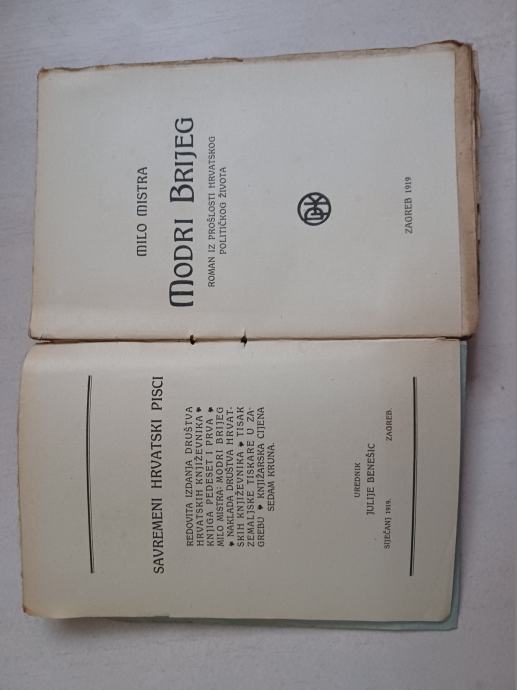 SAVREMENI HRVATSKI PISCI
REDOVITA IZDANJA DRUŠTVA
HRVATSKIH KNJIŽEVNIKA
KNJIGA PEDESET I PRVA
MILO MISTRA: MODRI BRIJEG
NAKLADA DRUŠTVA HRVAT-
SKIH KNJIŽEVNIKA TISAK
ZEMALJSKE TISKARE U ZA-
GREBU KNJIŽARSKA CIJENA
SEDAM KRUNA.
UREDNIK
JULIJE BENEŠIĆ
SIJEČANJ 1919. ZAGREB.
MILO MISTRA
MODRI BRIJEG
ROMAN IZ PROŠLOSTI HRVATSKOG
POLITIČKOG ŽIVOTA
DHK
ZAGREB 1919